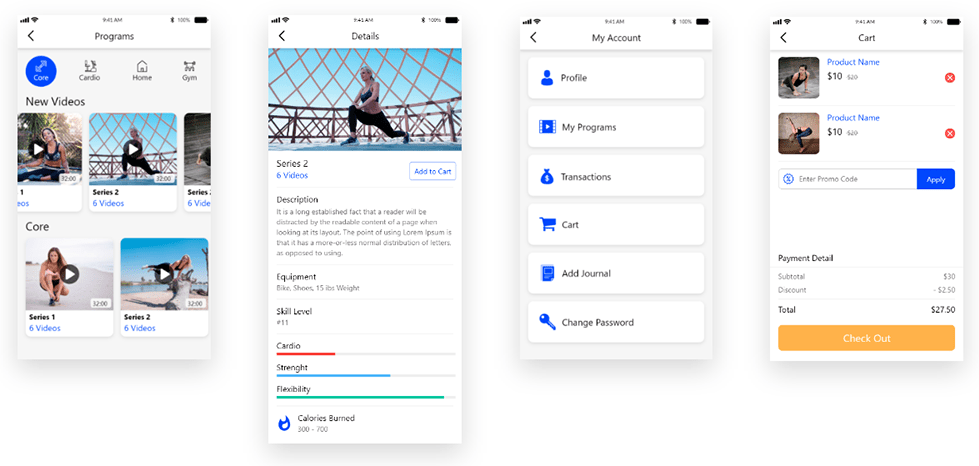 9:41 AM
100%
Programs
Core
Cardio
Home
Gym
New Videos
32:00
1
Series 2
Series
eos
6 Videos
6 Vide
Core
32:00
32:00
Series 1
Series 2
6 Videos
6 Videos
9:41 AM
100%
Details
Series 2
6 Videos
Add to Cart
Description
It is a long established fact that a reader will be
distracted by the readable content of a page when
looking at its layout. The point of using Lorem Ipsum is
that it has a more-or-less normal distribution of letters,
as opposed to using.
Equipment
Bike, Shoes, 15 lbs Weight
Skill Level
#11
Cardio
Strenght
Flexibility
Calories Burned
300 - 700
9:41 AM
100%
My Account
Profile
My Programs
Transactions
Cart
Add Journal
Change Password
9:41 AM
100%
Cart
Product Name
$10 $20
Product Name
$10 $20
Enter Promo Code
Apply
Payment Detail
Subtotal $30
Discount - $2.50
Total $27.50
Check Out